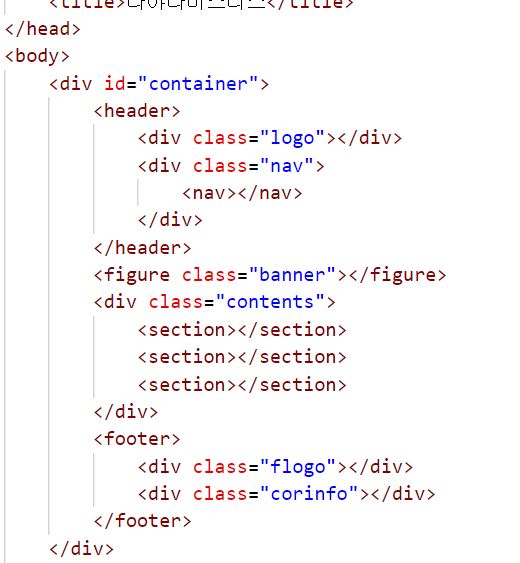 </title>
</head>
<body>
<div id="container">
<header>
<div class="logo"></div>
<div class="nav">
<nav></nav>
</div>
</header>
<figure class="banner"></figure>
<div class="contents">
<section></section>
<section></section>
<section></section>
</div>
<footer>
<div class="flogo"></div>
<div class="corinfo"></div>
</footer>
</div>